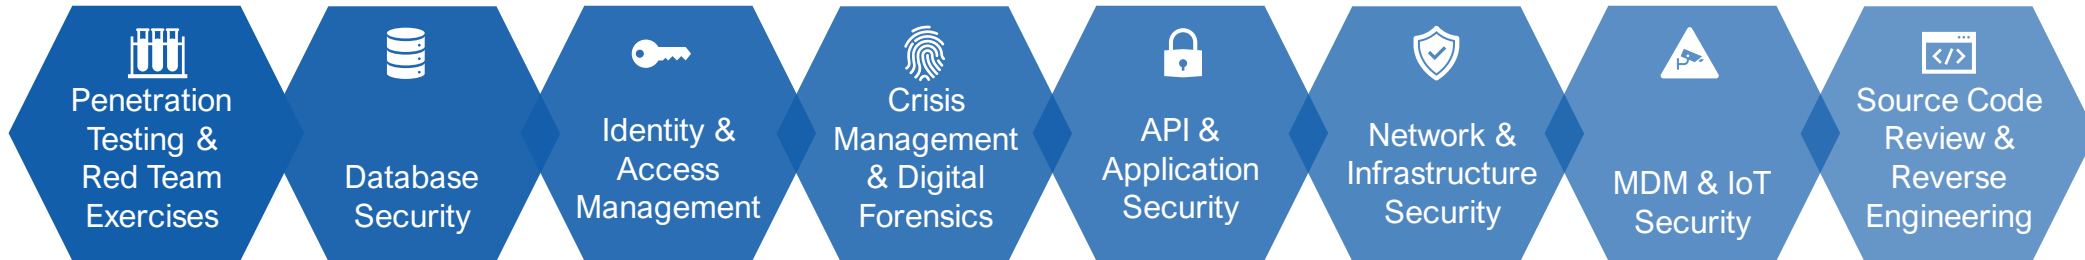 Penetration
Testing &
Red Team
Exercises
Database
Security
Identity &
Access
Management
Crisis
Management
& Digital
Forensics
API &
Application
Security
Network &
Infrastructure
Security
MDM & IoT
Security
Source Code
Review &
Reverse
Engineering